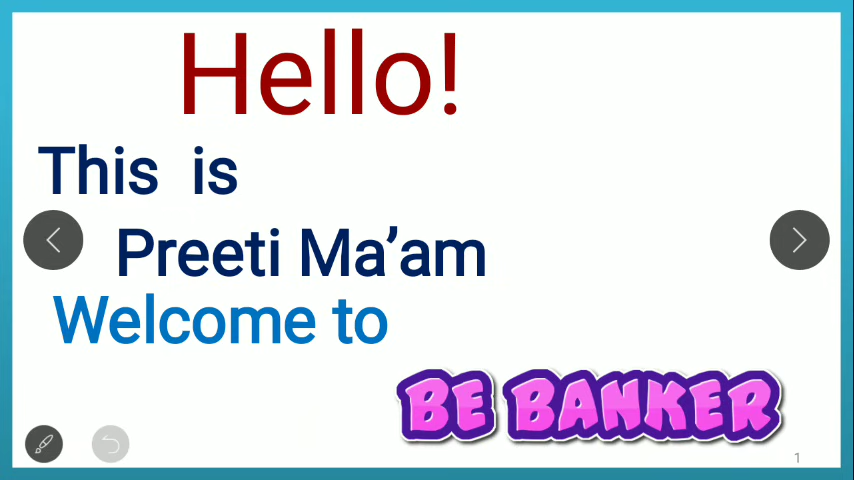 Hello!
This is
Preeti Ma’am
Welcome to
BE BANKER
1